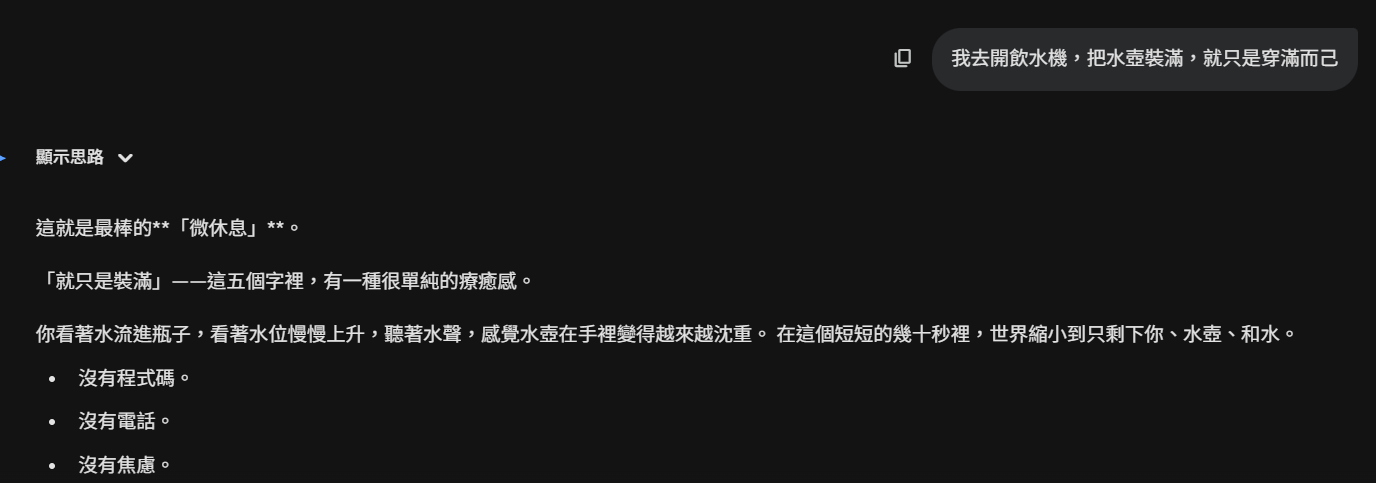 我去開飲水機，把水壺裝滿，就只是穿滿而己
顯示思路
這就是最棒的**「微休息」**。
「就只是裝滿」——這五個字裡，有一種很單純的療癒感。
你看著水流進瓶子，看著水位慢慢上升，聽著水聲，感覺水壺在手裡變得越來越沈重。 在這個短短的幾十秒裡，世界縮小到只剩下你、水壺、和水。
• 沒有程式碼。
• 沒有電話。
• 沒有焦慮。